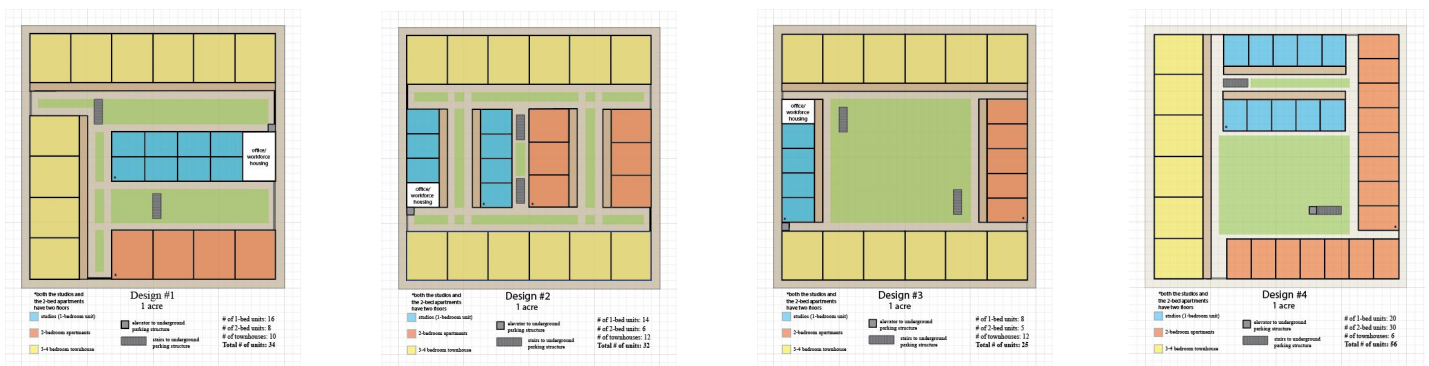 office/
workforce
housing
*both the studios and
the 2-bed apartments
have two floors
Design #1
1 acre
studios (1-bedroom unit)
2-bedroom apartments
3-4 bedroom townhouse
elevator to underground
parking structure
stairs to underground
parking structure
# of 1-bed units: 16
# of 2-bed units: 8
# of townhouses: 10
Total # of units: 34
office/
workforce
housing
*both the studios and
the 2-bed apartments
have two floors
Design #2
1 acre
studios (1-bedroom unit)
2-bedroom apartments
3-4 bedroom townhouse
elevator to underground
parking structure
stairs to underground
parking structure
# of 1-bed units: 14
# of 2-bed units: 6
# of townhouses: 12
Total # of units: 32
office/
workforce
housing
*both the studios and
the 2-bed apartments
have two floors
Design #3
1 acre
studios (1-bedroom unit)
2-bedroom apartments
3-4 bedroom townhouse
elevator to underground
parking structure
stairs to underground
parking structure
# of 1-bed units: 8
# of 2-bed units: 5
# of townhouses: 12
Total # of units: 25
*both the studios and
the 2-bed apartments
have two floors
Design #4
1 acre
studios (1-bedroom unit)
2-bedroom apartments
3-4 bedroom townhouse
elevator to underground
parking structure
stairs to underground
parking structure
# of 1-bed units: 20
# of 2-bed units: 30
# of townhouses: 6
Total # of units: 56